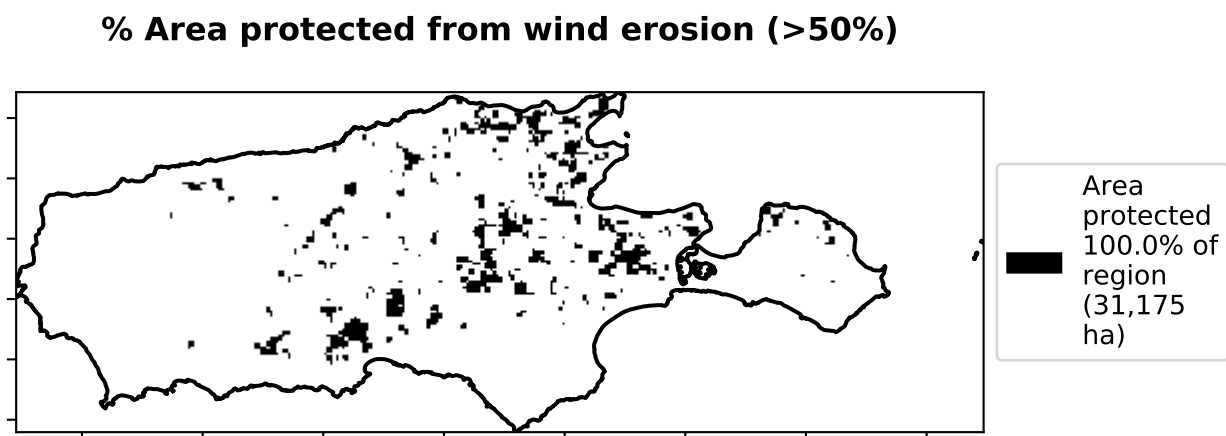 % Area protected from wind erosion (>50%)
Area
protected
100.0% of
region
(31,175
ha)